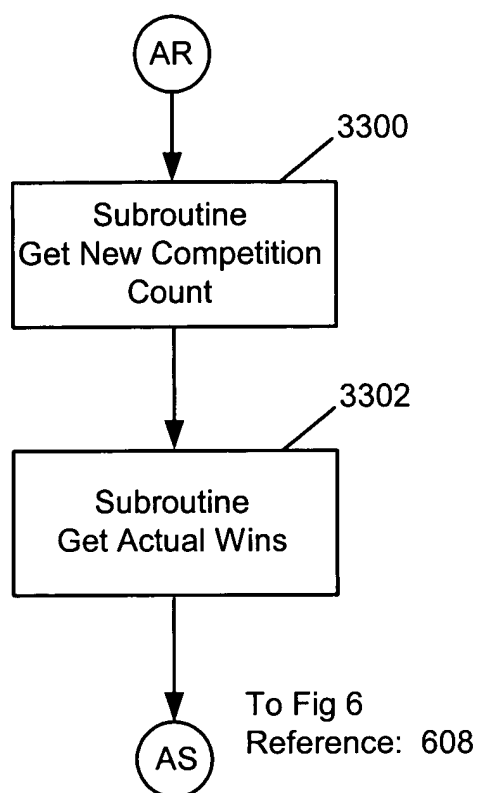 AR
3300
Subroutine
Get New Competition
Count
3302
Subroutine
Get Actual Wins
To Fig 6
Reference: 608
AS